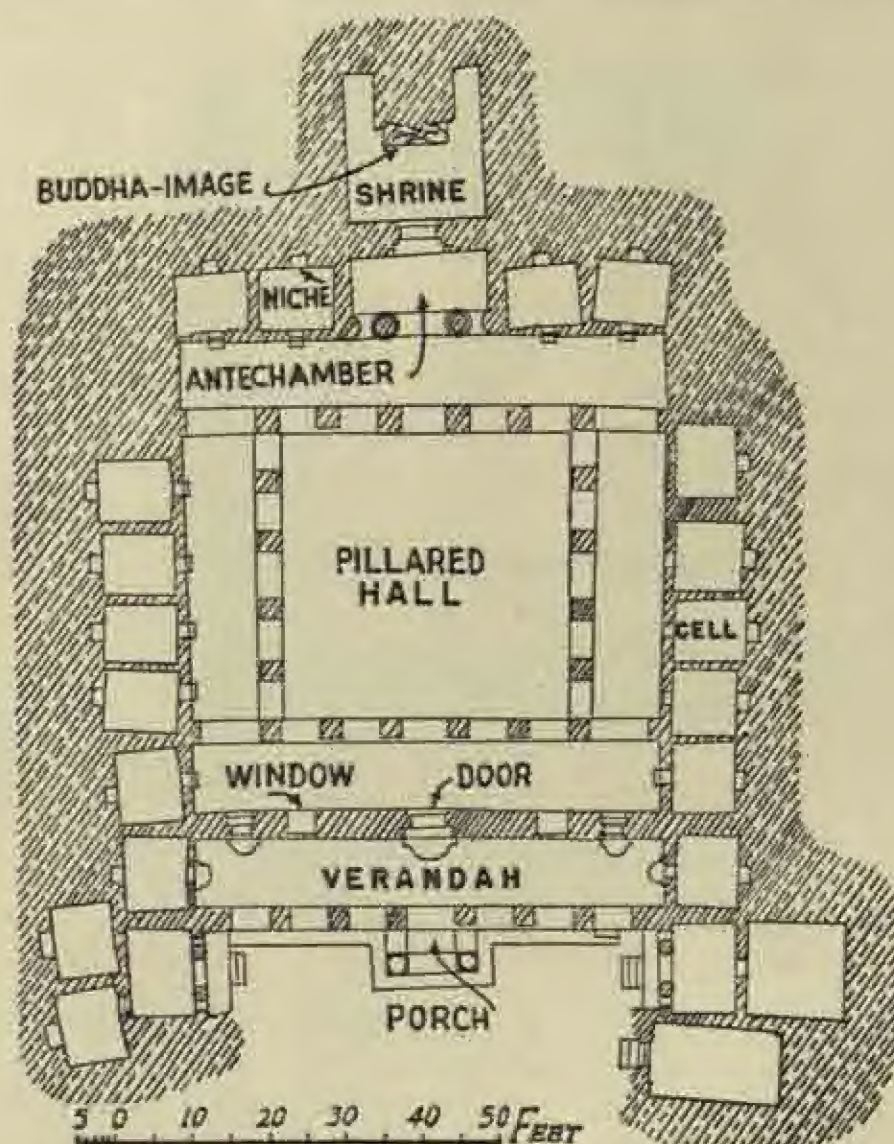 BUDDHA-IMAGE
SHRINE
NICHE
ANTECHAMBER
PILLARED
HALL
CELL
WINDOW
DOOR
VERANDAH
PORCH
5 0 10 20 30 40 50 FEET